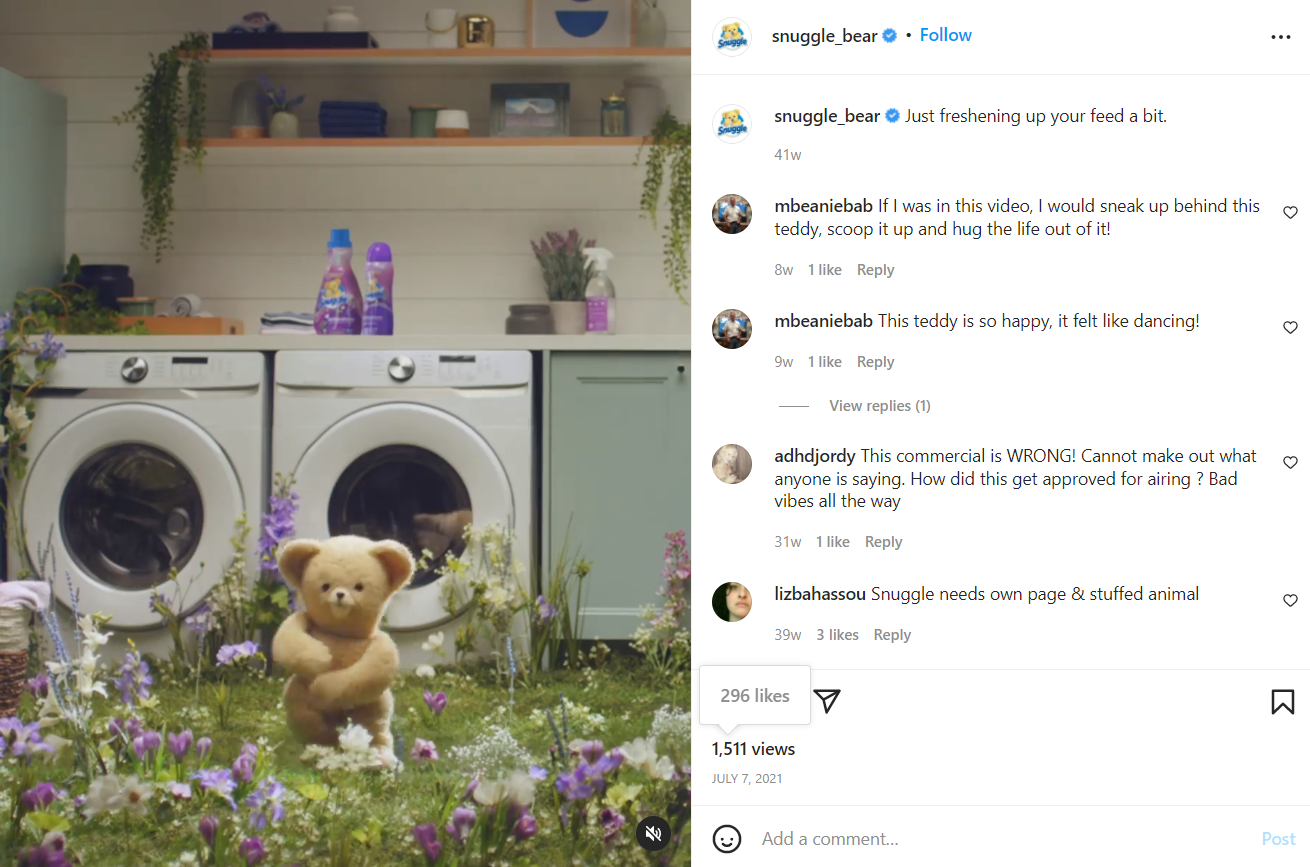 snuggle_bear • Follow
snuggle_bear Just freshening up your feed a bit.
41w
mbeaniebab If I was in this video, I would sneak up behind this
teddy, scoop it up and hug the life out of it!
8w 1 like Reply
mbeaniebab This teddy is so happy, it felt like dancing!
9w 1 like Reply
View replies (1)
adhdjordy This commercial is WRONG! Cannot make out what
anyone is saying. How did this get approved for airing ? Bad
vibes all the way
31w 1 like Reply
lizbahassou Snuggle needs own page & stuffed animal
39w 3 likes Reply
296 likes
1,511 views
JULY 7, 2021
Add a comment...
Post
Snuggle
Snuggle
Snuggle